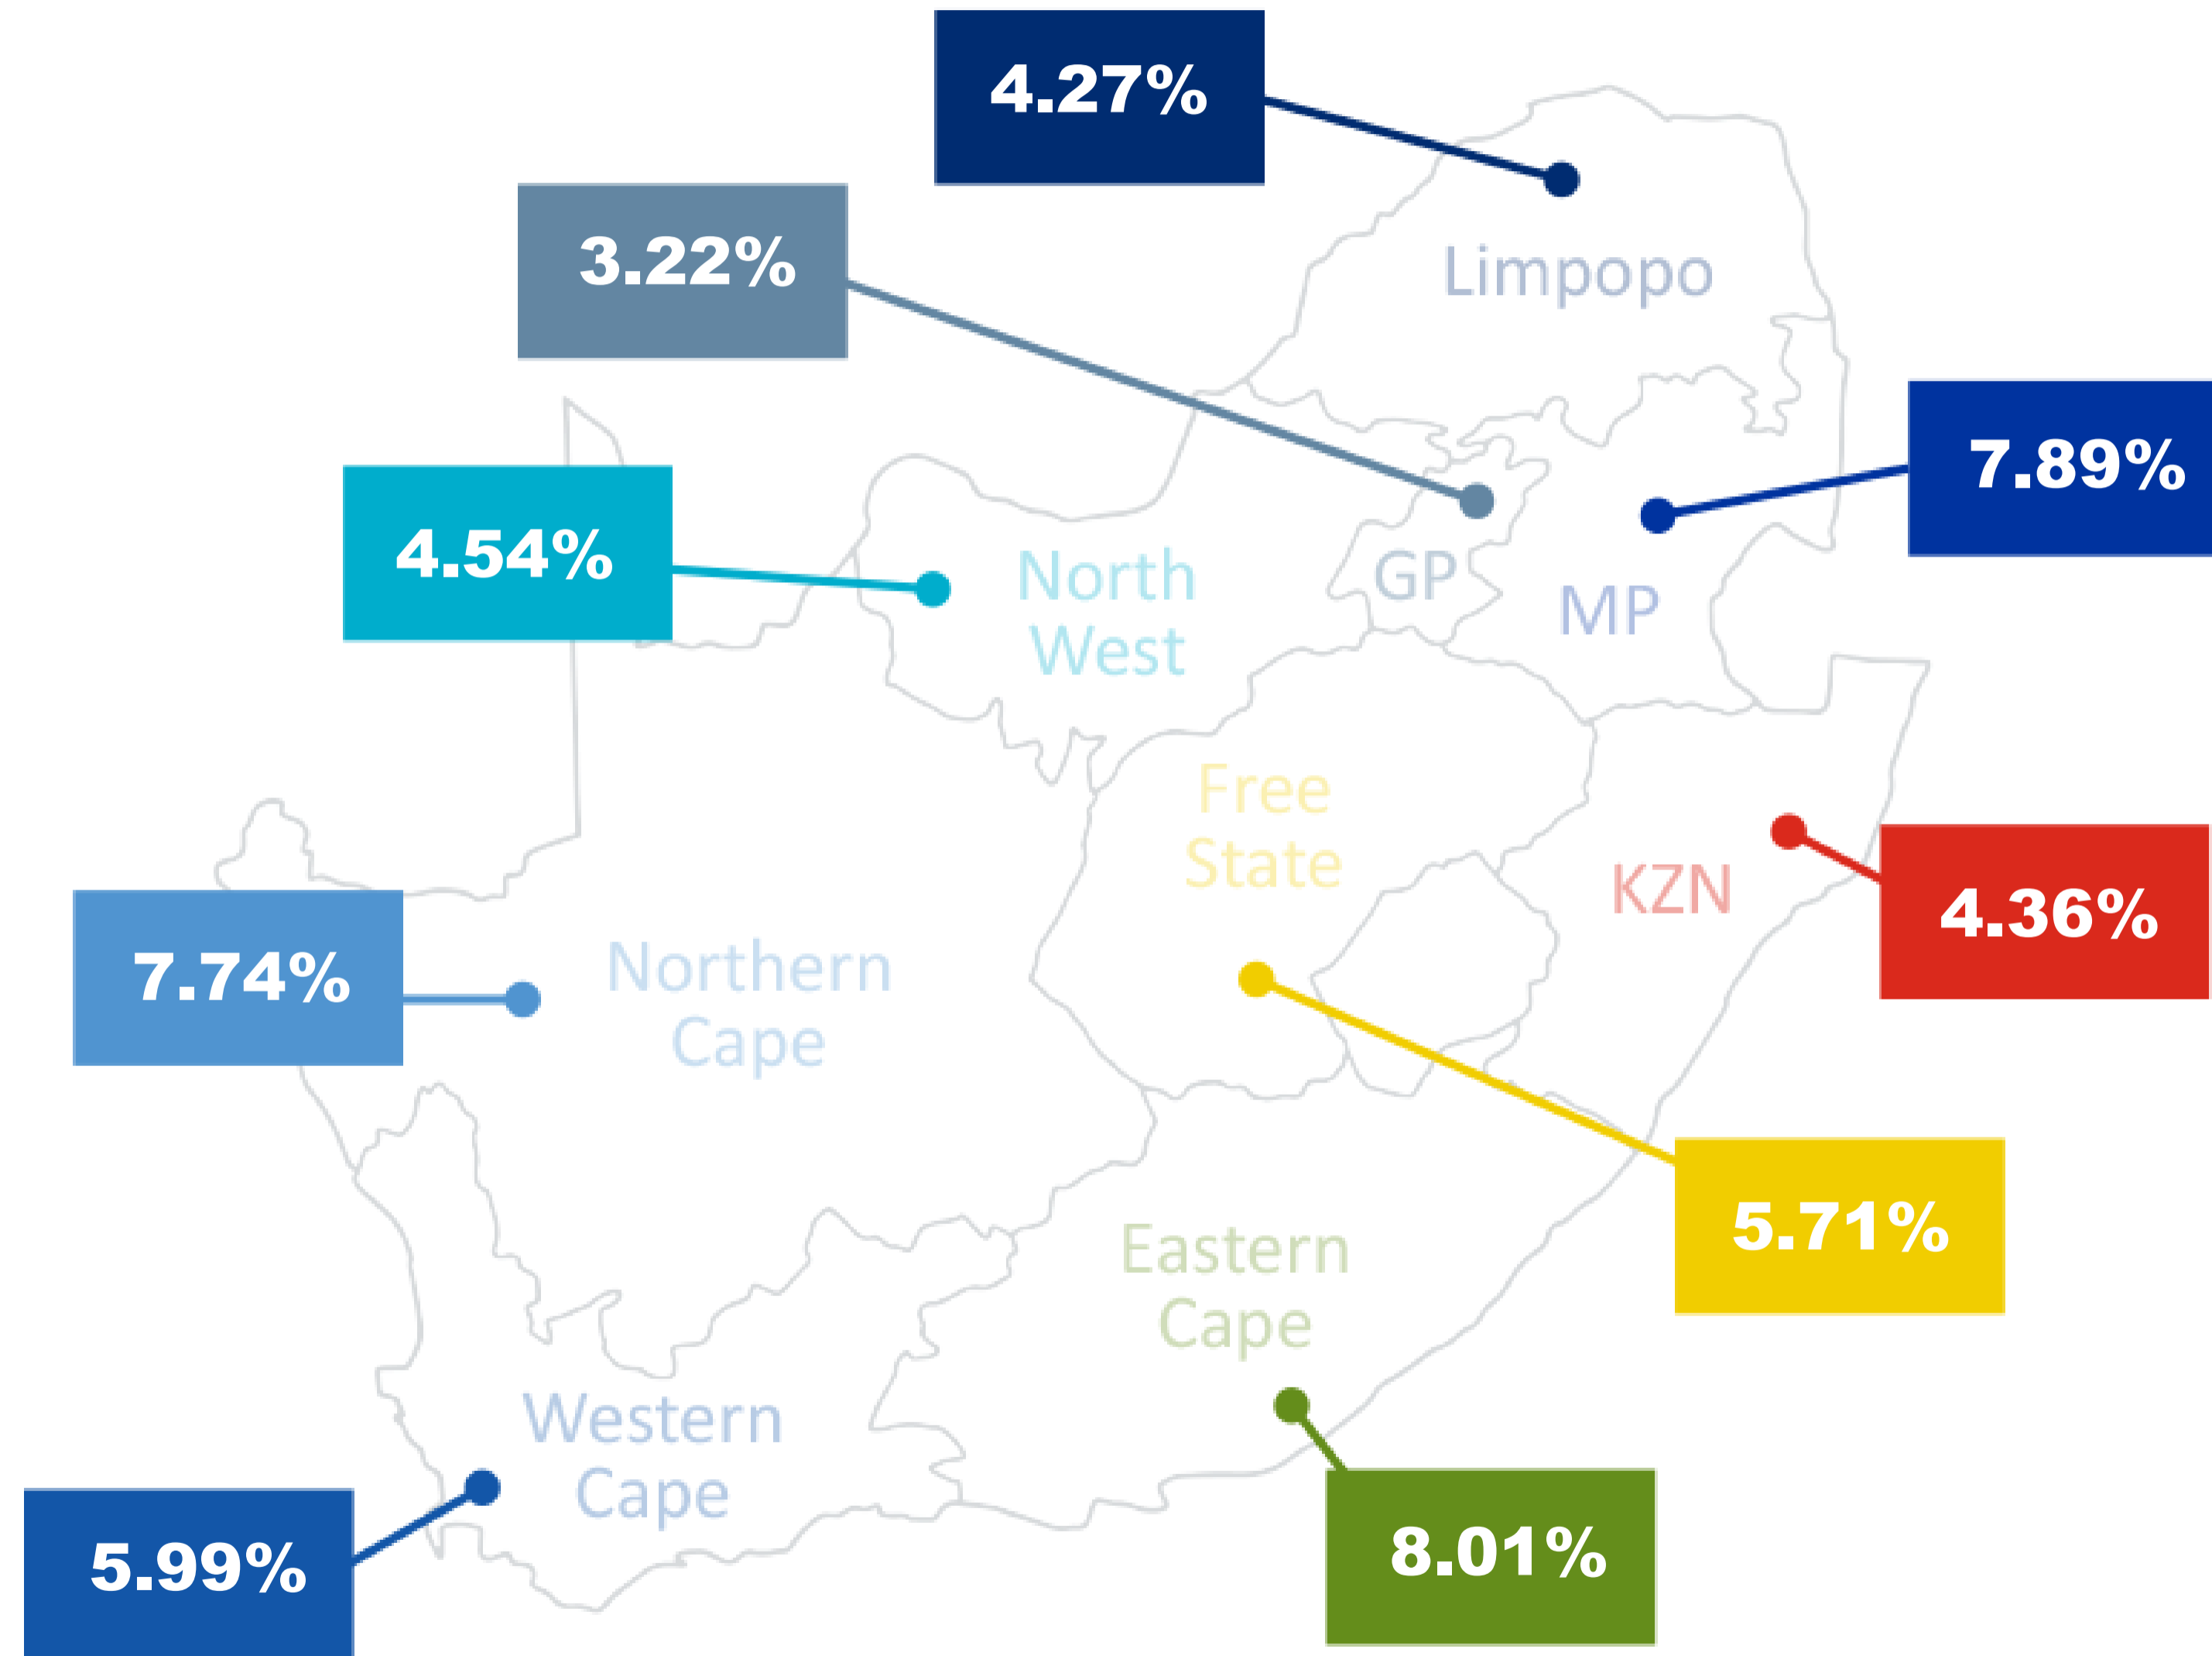 4.27%
3.22%
Limpopo
7.89%
4.54%
North
West
GP
MP
Free
State
KZN
4.36%
7.74%
Northern
Cape
5.71%
Eastern
Cape
Western
Cape
5.99%
8.01%